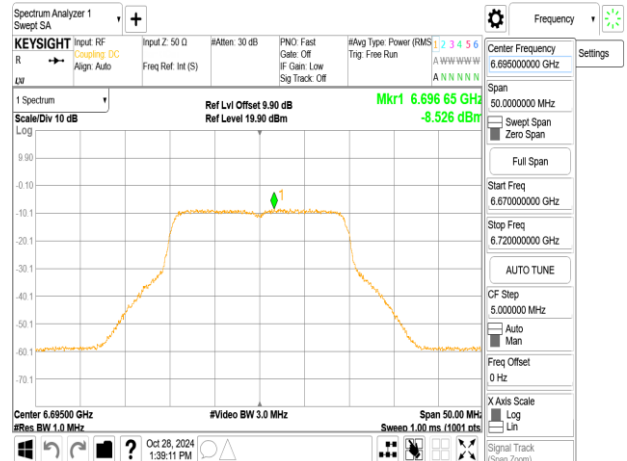 Spectrum Analyzer 1
Swept SA
Frequency
KEYSIGHT
R
Input: RF
Coupling: DC
Align: Auto
Input Z: 50 Ω
Freq Ref: Int (S)
#Atten: 30 dB
PNO: Fast
Gate: Off
IF Gain: Low
Sig Track: Off
#Avg Type: Power (RMS
Trig: Free Run
1 2 3 4 5 6
A W W W W W
A N N N N N
1 Spectrum
Scale/Div 10 dB
Ref Lvl Offset 9.90 dB
Ref Level 19.90 dBm
Mkr1 6.696 65 GHz
-8.526 dBm
Log
9.90
-0.10
-10.1
-20.1
-30.1
-40.1
-50.1
-60.1
-70.1
1
Center 6.69500 GHz
#Res BW 1.0 MHz
#Video BW 3.0 MHz
Span 50.00 MHz
Sweep 1.00 ms (1001 pts
Oct 28, 2024
1:39:11 PM
Center Frequency
6.695000000 GHz
Settings
Span
50.0000000 MHz
Swept Span
Zero Span
Full Span
Start Freq
6.670000000 GHz
Stop Freq
6.720000000 GHz
AUTO TUNE
CF Step
5.000000 MHz
Auto
Man
Freq Offset
0 Hz
X Axis Scale
Log
Lin
Signal Track
(Span Zoom)